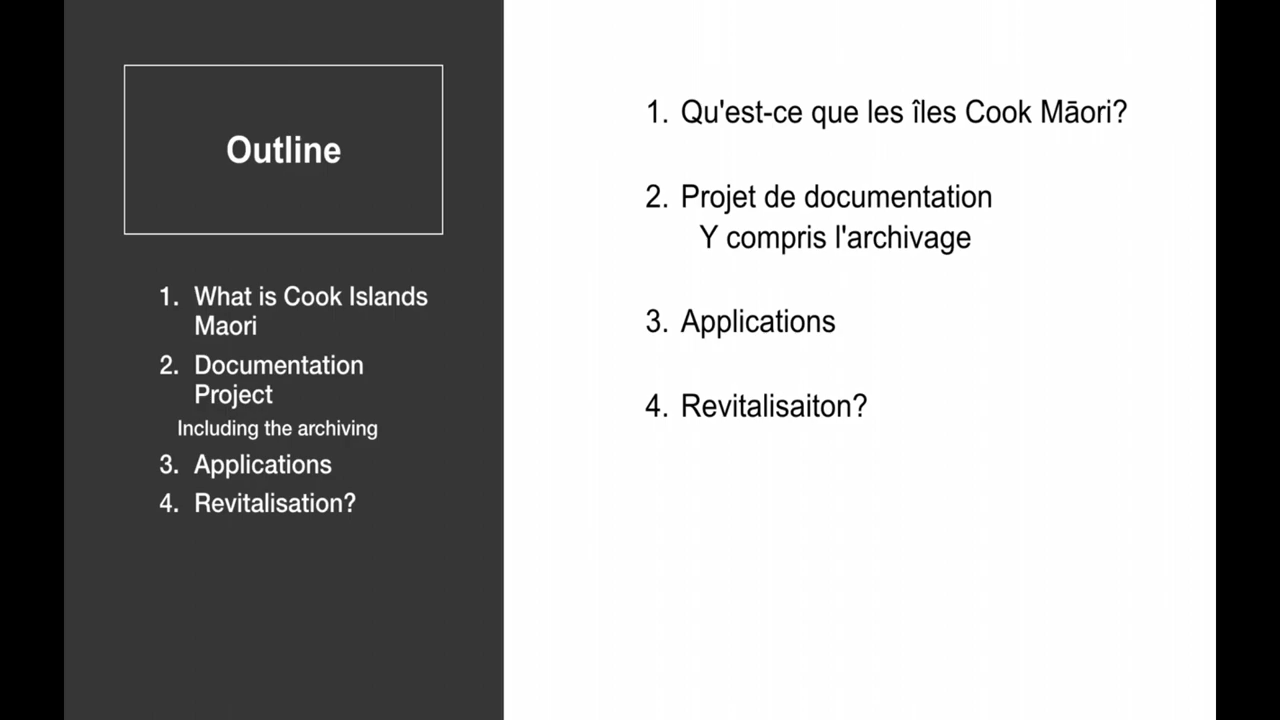 Outline
1. What is Cook Islands
Maori
2. Documentation
Project
Including the archiving
3. Applications
4. Revitalisation?
1. Qu'est-ce que les îles Cook Māori?
2. Projet de documentation
Y compris l'archivage
3. Applications
4. Revitalisaiton?